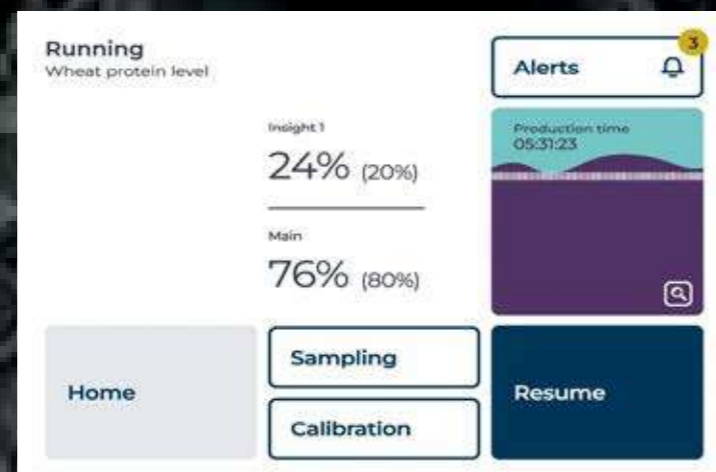 Running
Wheat protein level
Alerts
3
Insight 1
24% (20%)
Main
76% (80%)
Production time
05:31:23
Home
Sampling
Calibration
Resume